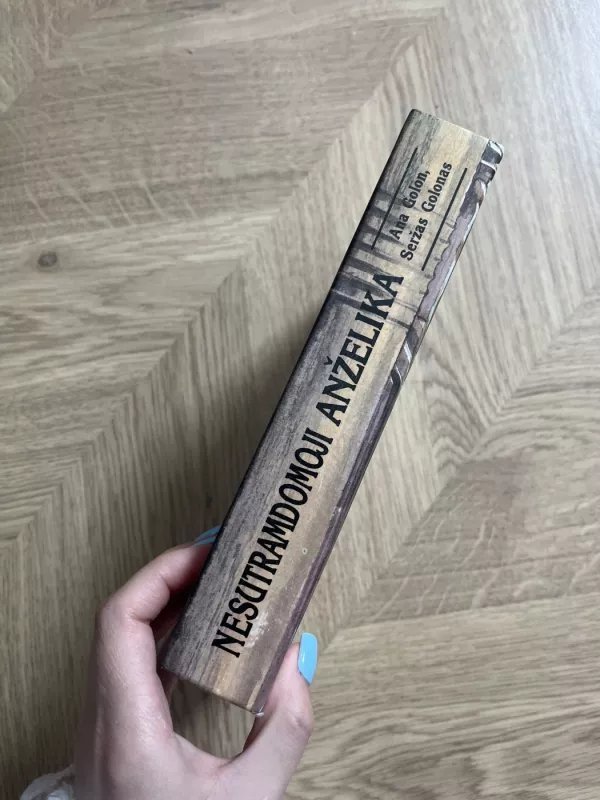 Ana Golon,
Seržas Golonas
NESUTRAMDOMOJI ANŽELIKA